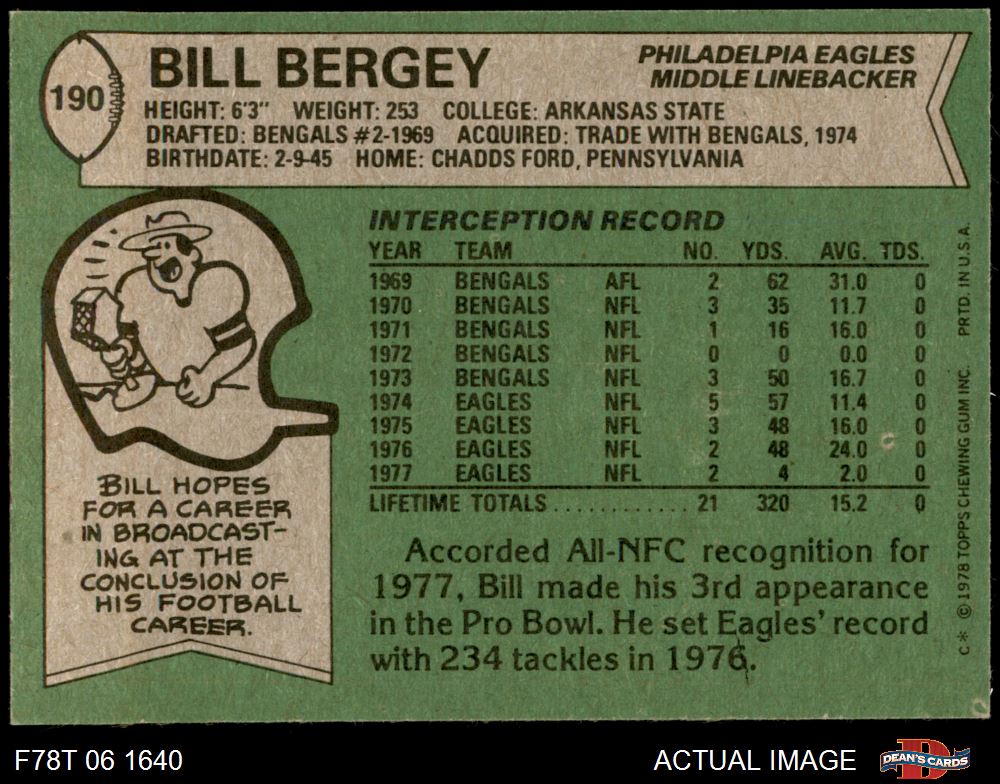 190
BILL BERGEY
PHILADELPIA EAGLES
MIDDLE LINEBACKER
HEIGHT: 6'3" WEIGHT: 253 COLLEGE: ARKANSAS STATE
DRAFTED: BENGALS #2-1969 ACQUIRED: TRADE WITH BENGALS, 1974
BIRTHDATE: 2-9-45 HOME: CHADDS FORD, PENNSYLVANIA
INTERCEPTION RECORD
YEAR TEAM NO. YDS. AVG. TDS.
1969 BENGALS AFL 2 62 31.0 0
1970 BENGALS NFL 3 35 11.7 0
1971 BENGALS NFL 1 16 16.0 0
1972 BENGALS NFL 0 0 0.0 0
1973 BENGALS NFL 3 50 16.7 0
1974 EAGLES NFL 5 57 11.4 0
1975 EAGLES NFL 3 48 16.0 0
1976 EAGLES NFL 2 48 24.0 0
1977 EAGLES NFL 2 4 2.0 0
LIFETIME TOTALS ............ 21 320 15.2 0
BILL HOPES
FOR A CAREER
IN BROADCAST-
ING AT THE
CONCLUSION OF
HIS FOOTBALL
CAREER.
Accorded All-NFC recognition for
1977, Bill made his 3rd appearance
in the Pro Bowl. He set Eagles' record
with 234 tackles in 1976.
C* © 1978 TOPPS CHEWING GUM INC. PRTD. IN U.S.A.
F78T 06 1640
ACTUAL IMAGE
DEAN'S CARDS